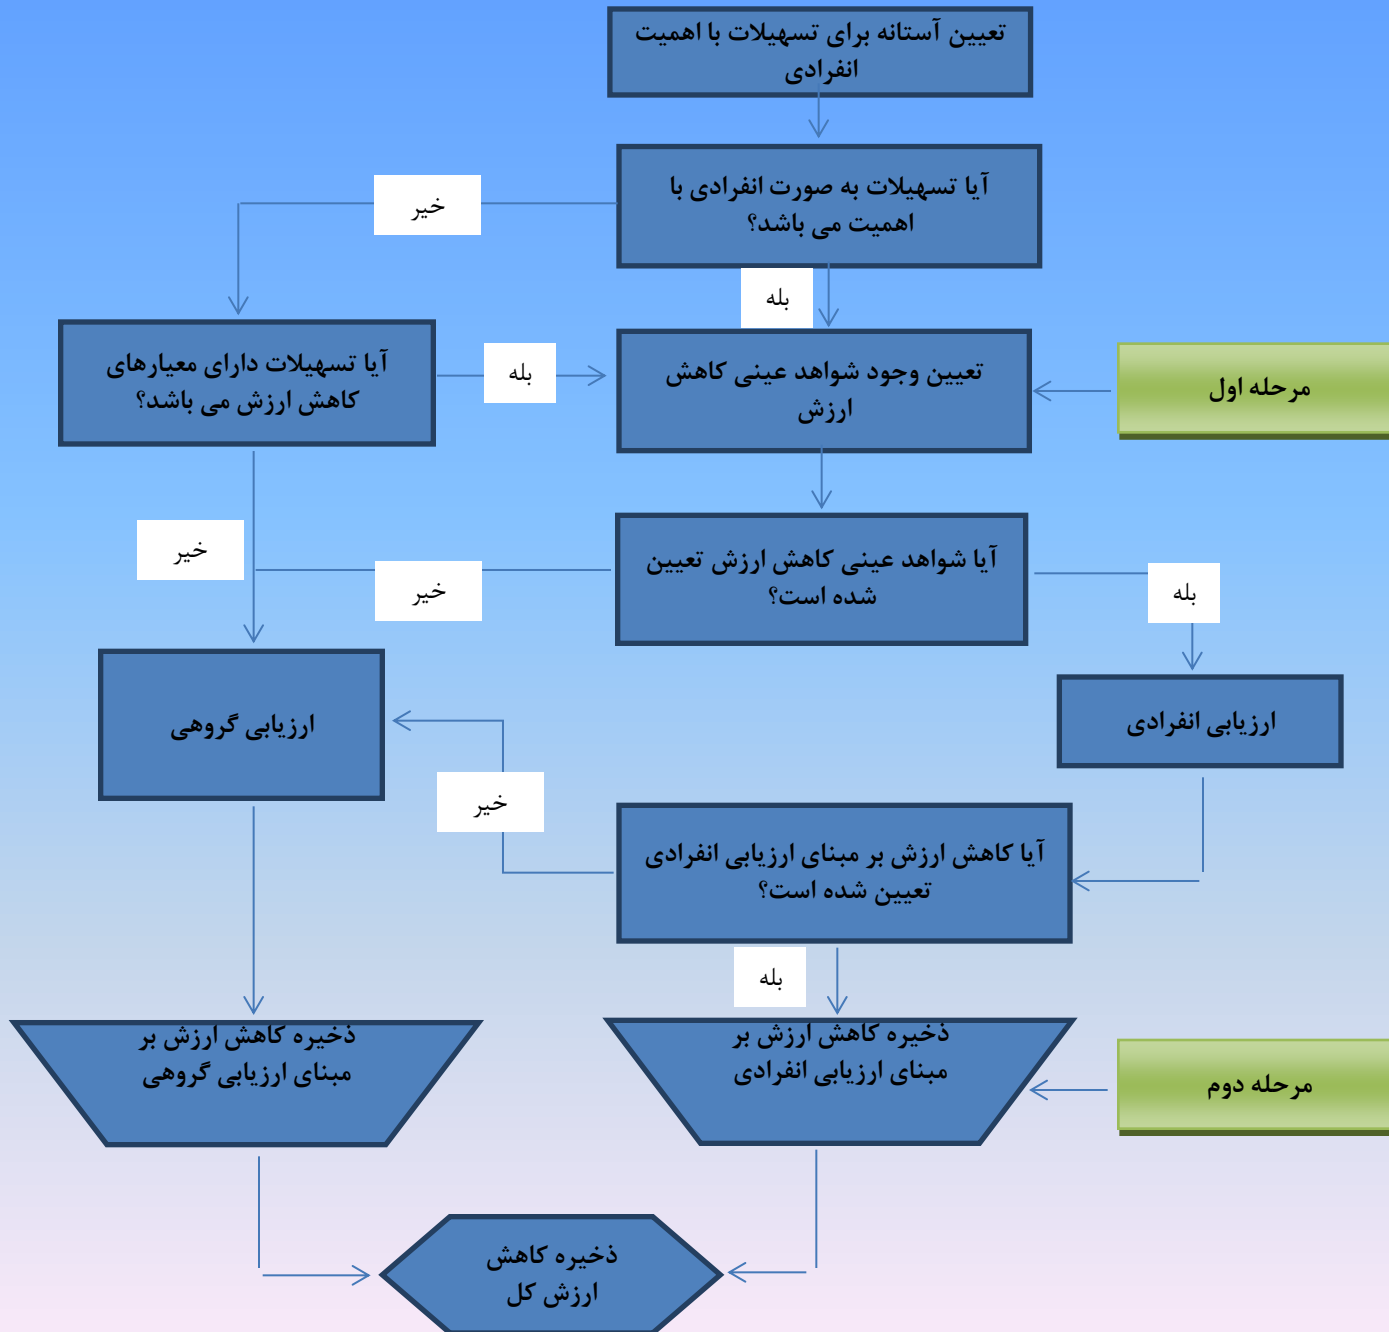 تعیین آستانه برای تسهیلات با اهمیت
انفرادی
آیا تسهیلات به صورت انفرادی با
اهمیت می باشد؟
خیر
بله
آیا تسهیلات دارای معیارهای
کاهش ارزش می باشد؟
بله
تعیین وجود شواهد عینی کاهش
ارزش
مرحله اول
خیر
خیر
آیا شواهد عینی کاهش ارزش تعیین
شده است؟
بله
ارزیابی گروهی
ارزیابی انفرادی
خیر
آیا کاهش ارزش بر مبنای ارزیابی انفرادی
تعیین شده است؟
بله
ذخیره کاهش ارزش بر
مبنای ارزیابی گروهی
ذخیره کاهش ارزش بر
مبنای ارزیابی انفرادی
مرحله دوم
ذخیره کاهش
ارزش کل